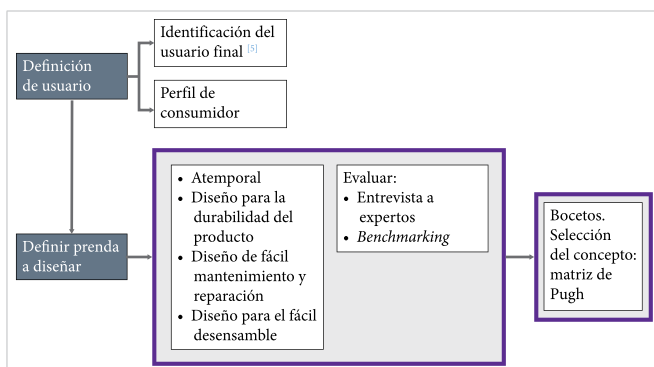 Definición
de usuario
Identificación del
usuario final [5]
Perfil de
consumidor
Definir prenda
a diseñar
• Atemporal
• Diseño para la
durabilidad del
producto
• Diseño de fácil
mantenimiento y
reparación
• Diseño para el fácil
desensamble
Evaluar:
• Entrevista a
expertos
• Benchmarking
Bocetos.
Selección
del concepto:
matriz de
Pugh